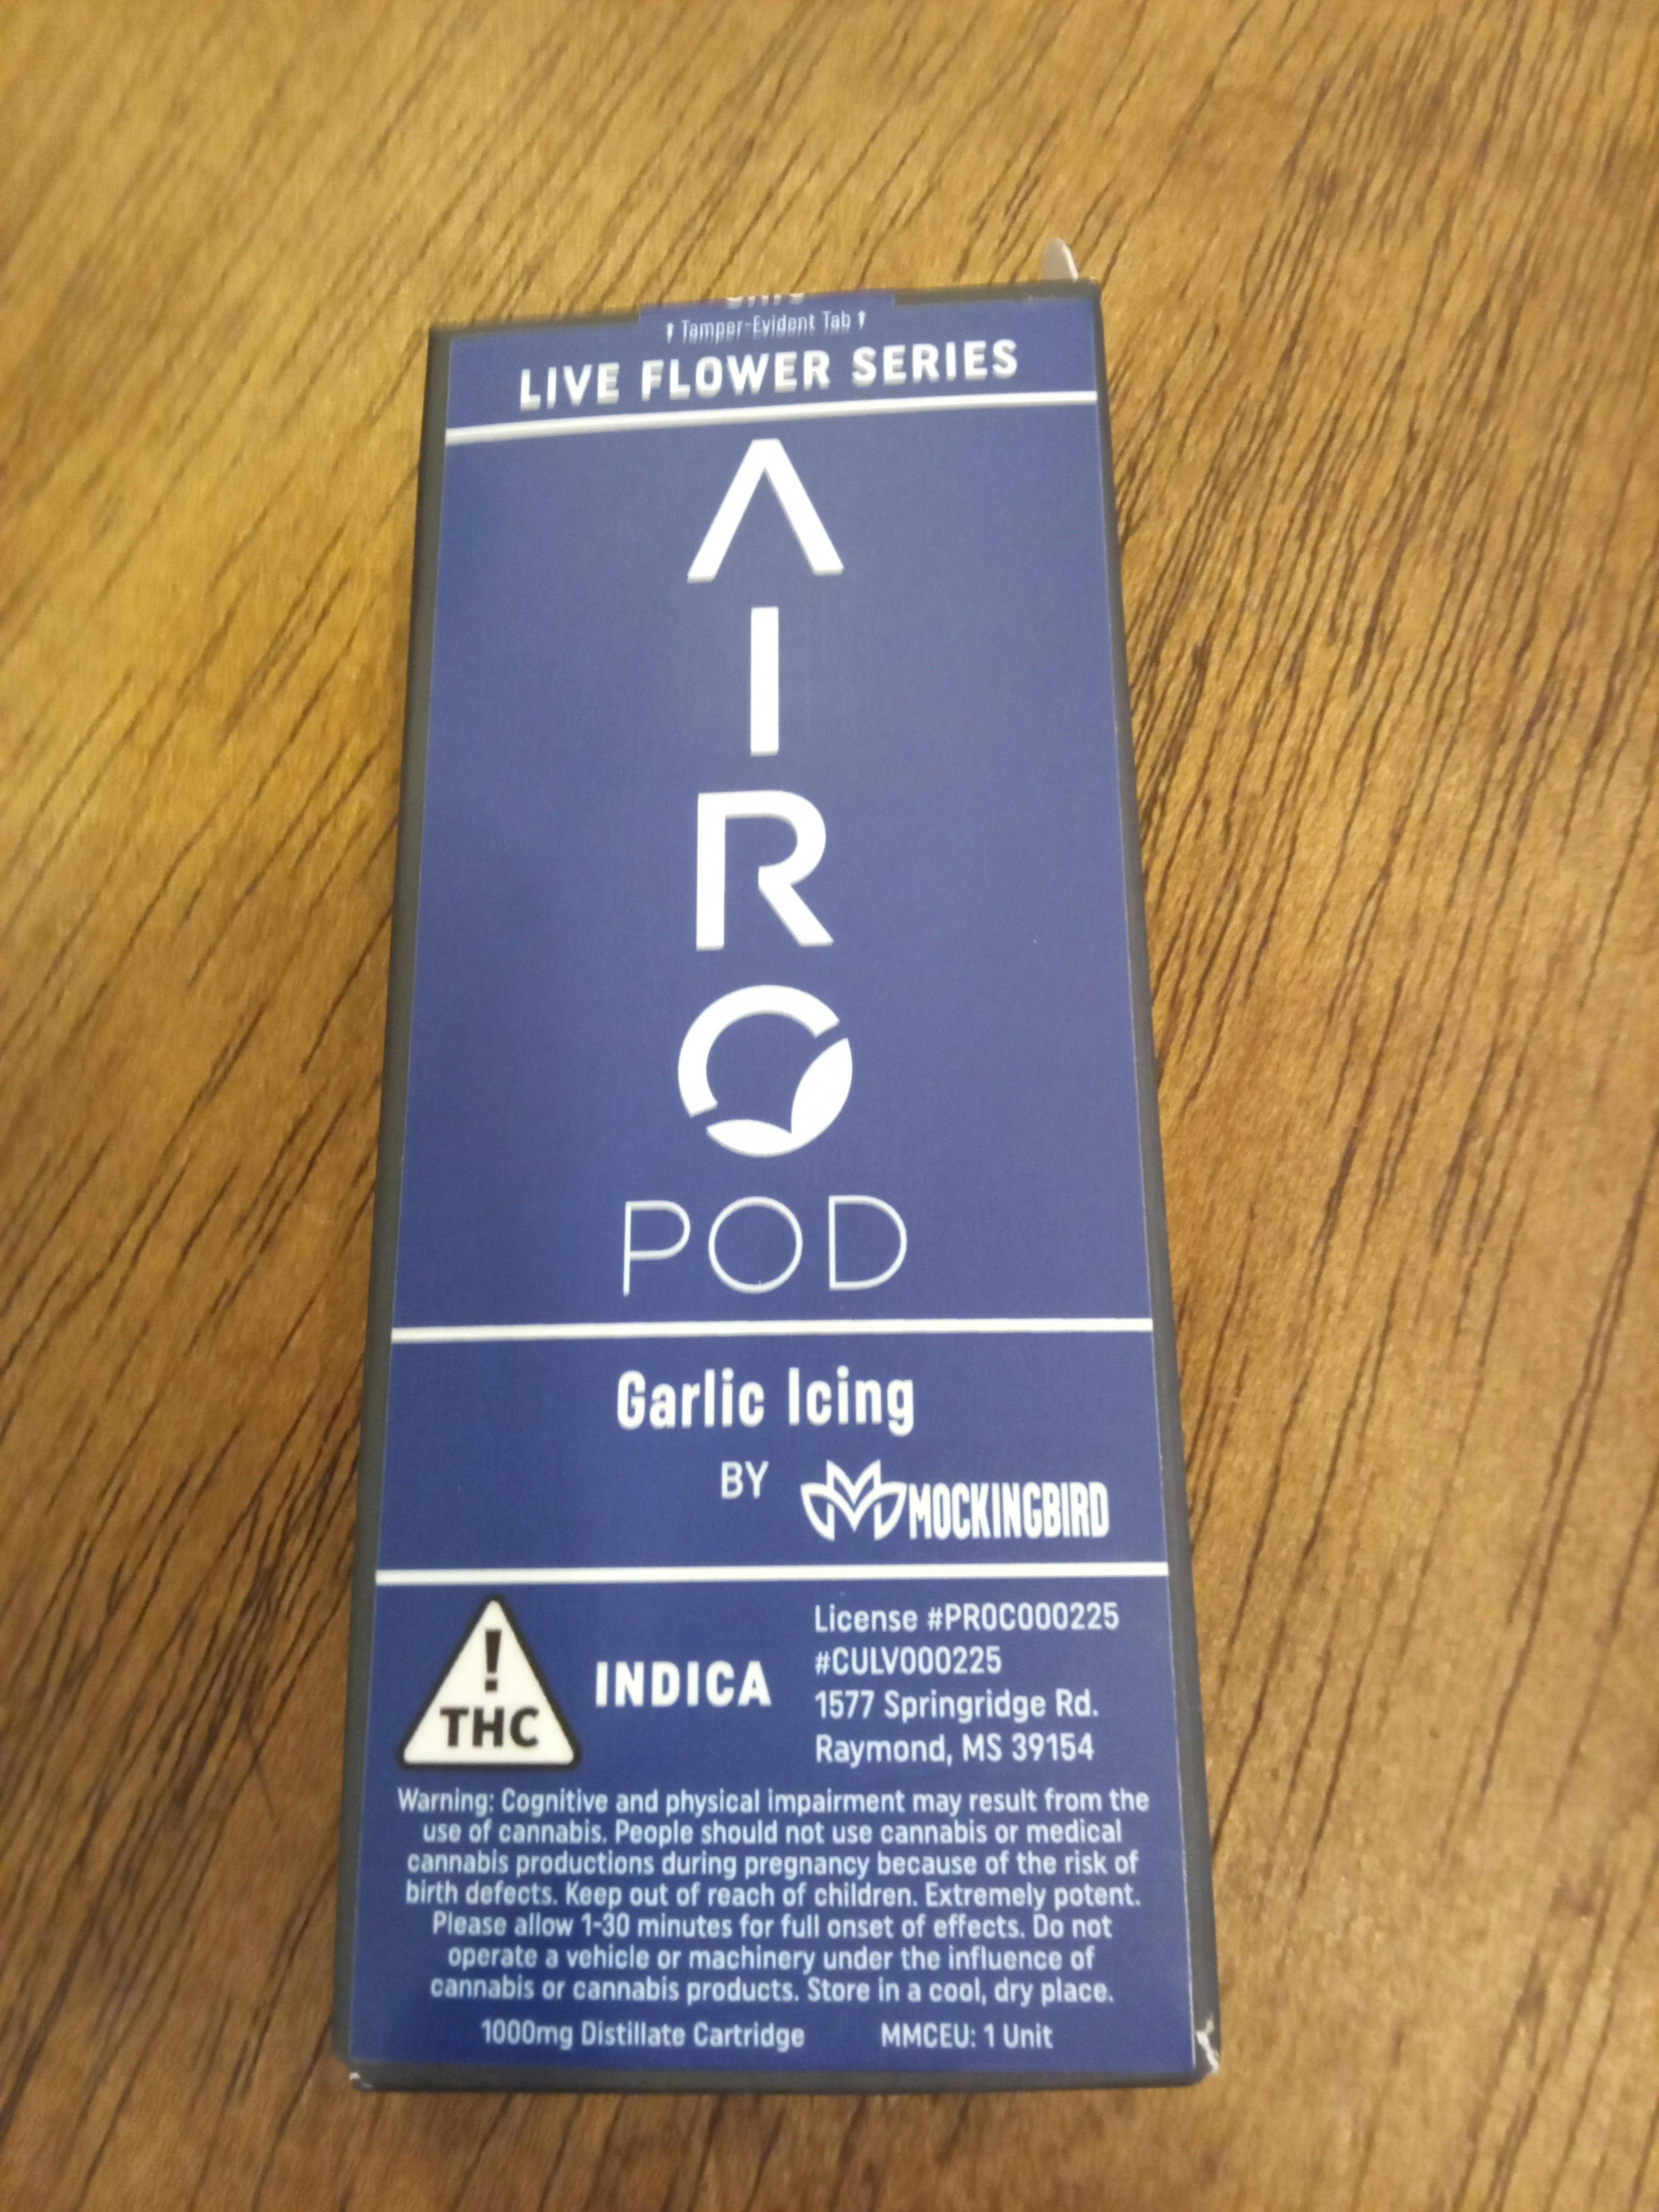 ↑ Tamper-Evident Tab ↑
LIVE FLOWER SERIES
AIRO
POD
Garlic Icing
BY MOCKINGBIRD
! THC
INDICA
License #PROC000225
#CULV000225
1577 Springridge Rd.
Raymond, MS 39154
Warning: Cognitive and physical impairment may result from the
use of cannabis. People should not use cannabis or medical
cannabis productions during pregnancy because of the risk of
birth defects. Keep out of reach of children. Extremely potent.
Please allow 1-30 minutes for full onset of effects. Do not
operate a vehicle or machinery under the influence of
cannabis or cannabis products. Store in a cool, dry place.
1000mg Distillate Cartridge MMCEU: 1 Unit